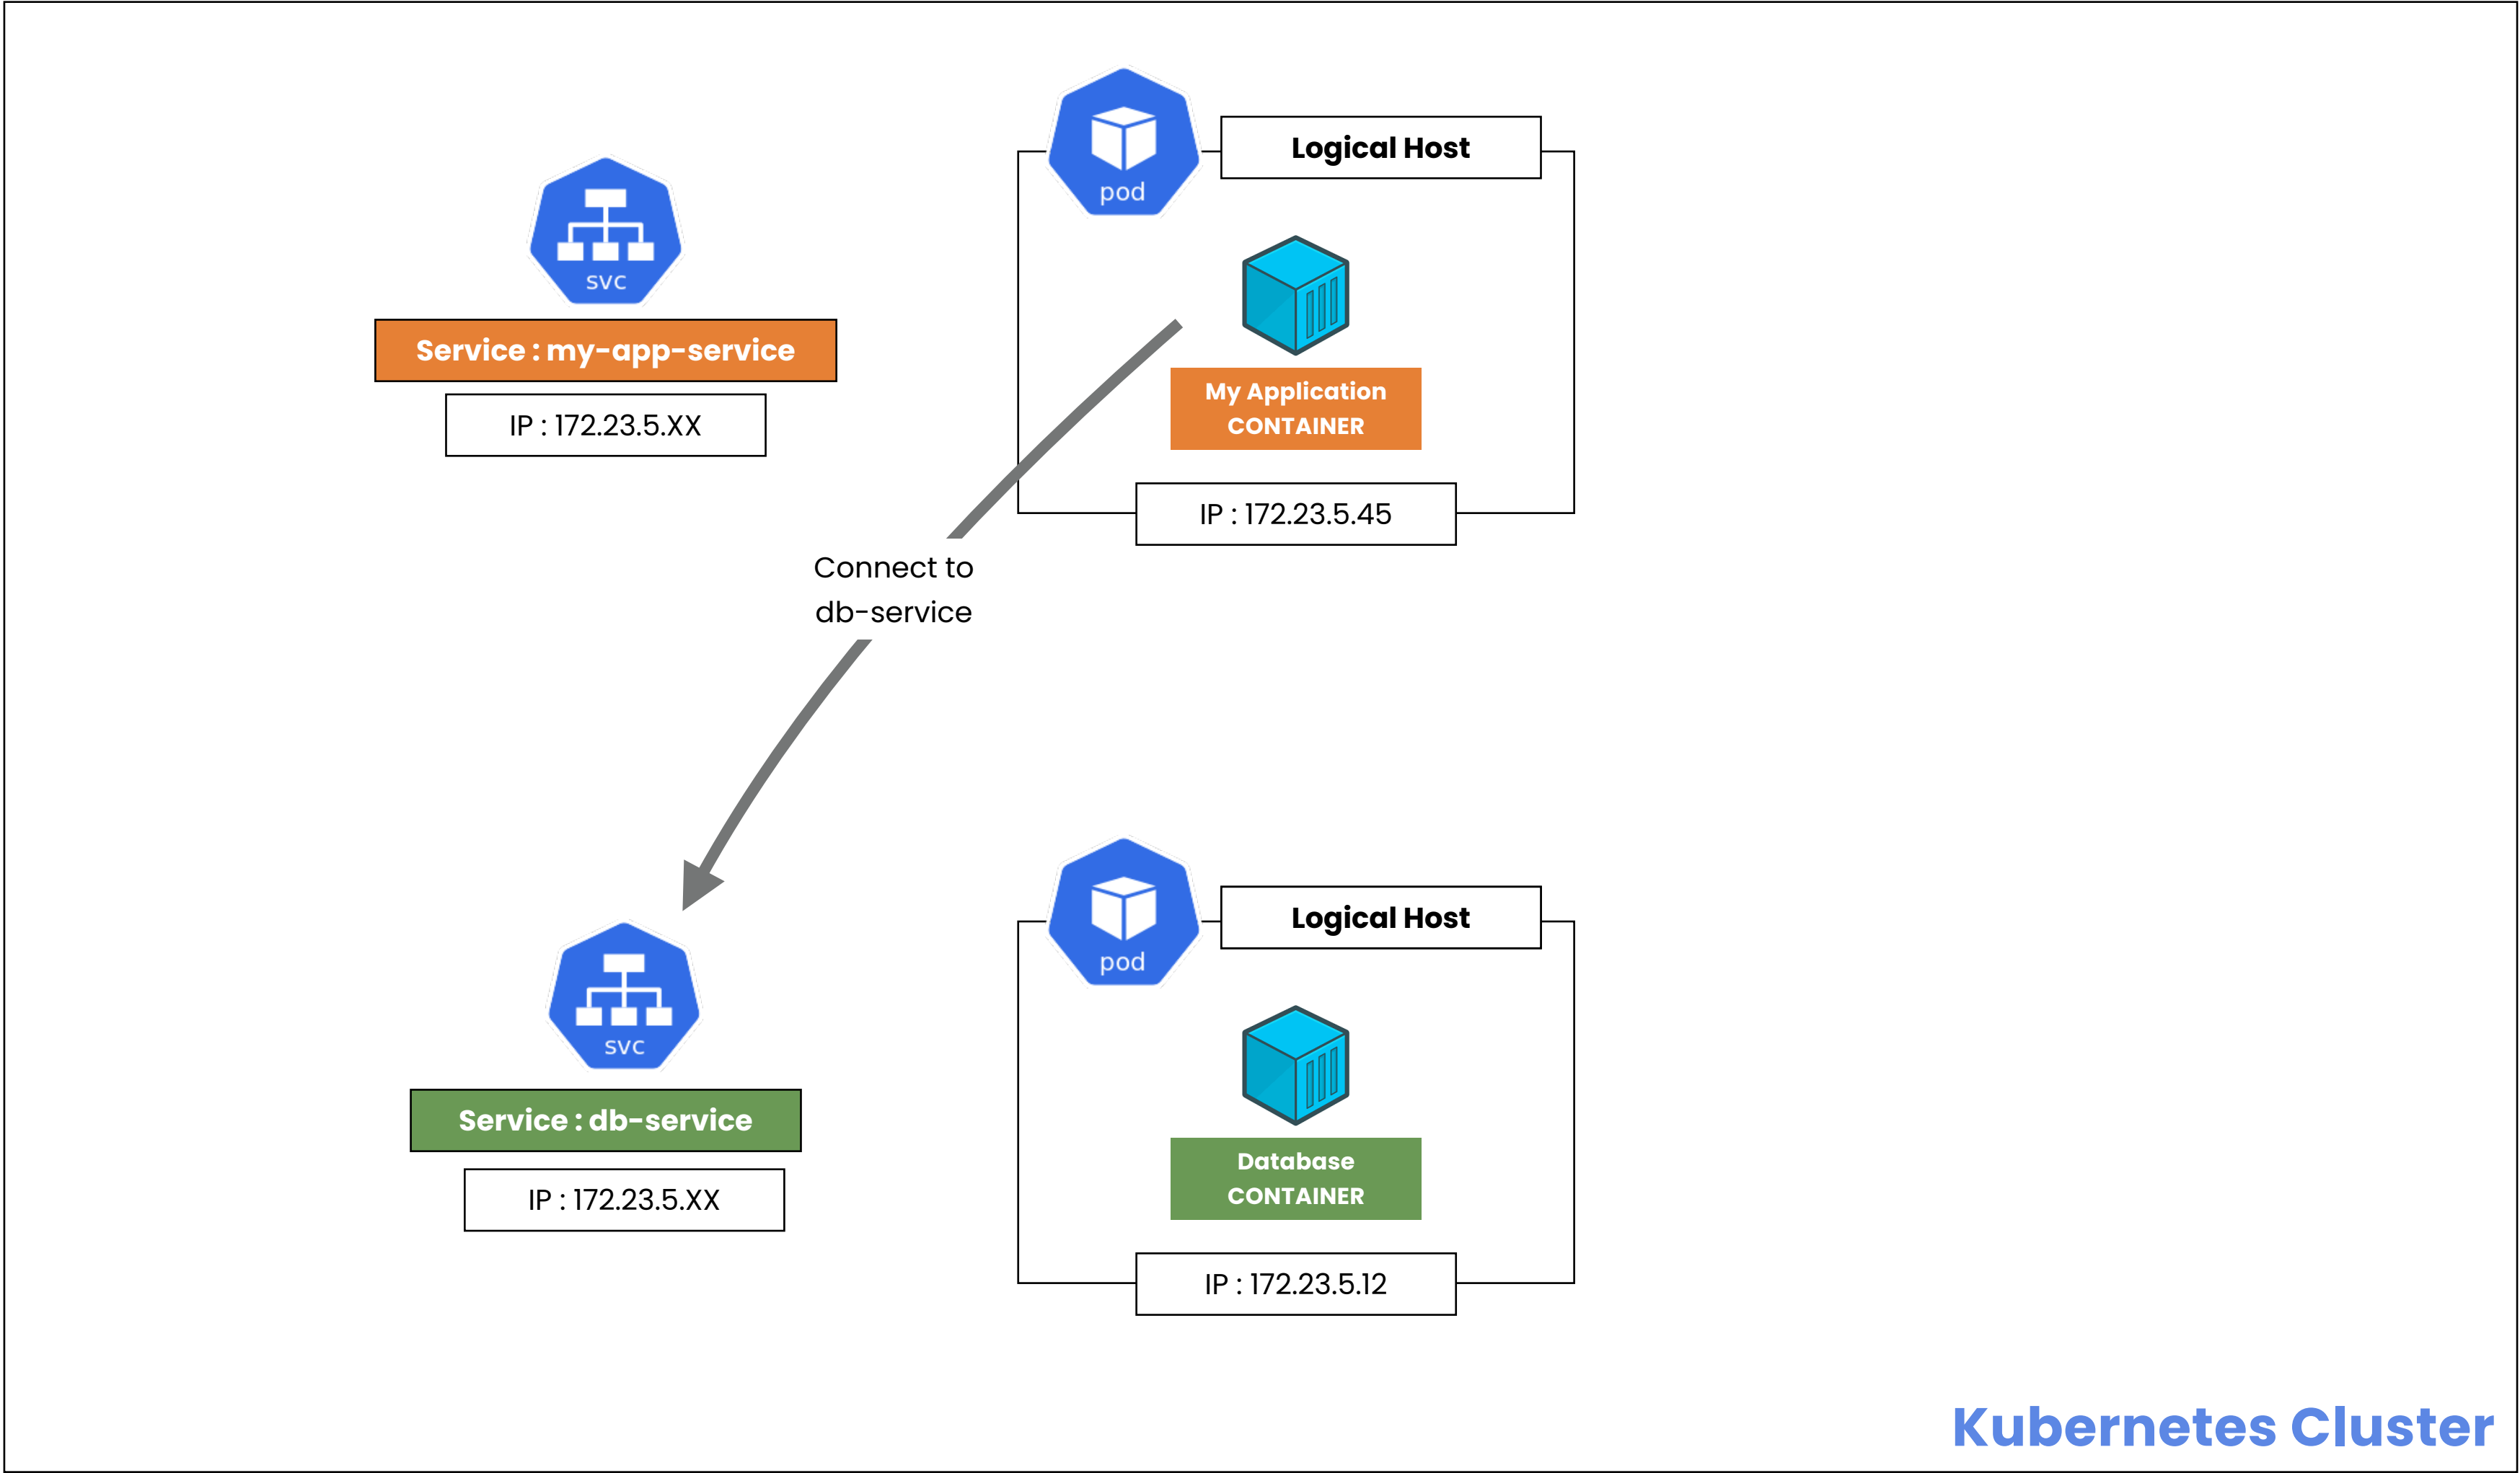 pod
Logical Host
svc
Service : my-app-service
IP : 172.23.5.XX
My Application
CONTAINER
IP : 172.23.5.45
Connect to
db-service
pod
Logical Host
svc
Service : db-service
IP : 172.23.5.XX
Database
CONTAINER
IP : 172.23.5.12
Kubernetes Cluster